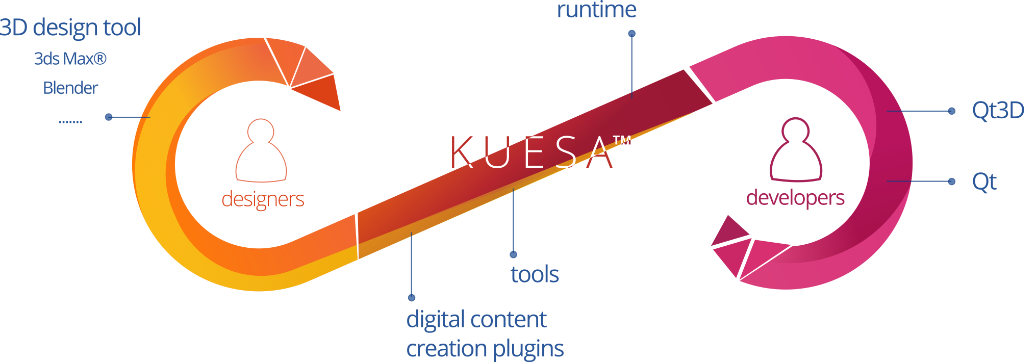 runtime
3D design tool
3ds Max®
Blender
.......
Qt3D
KUESA™
Qt
designers
developers
tools
digital content
creation plugins